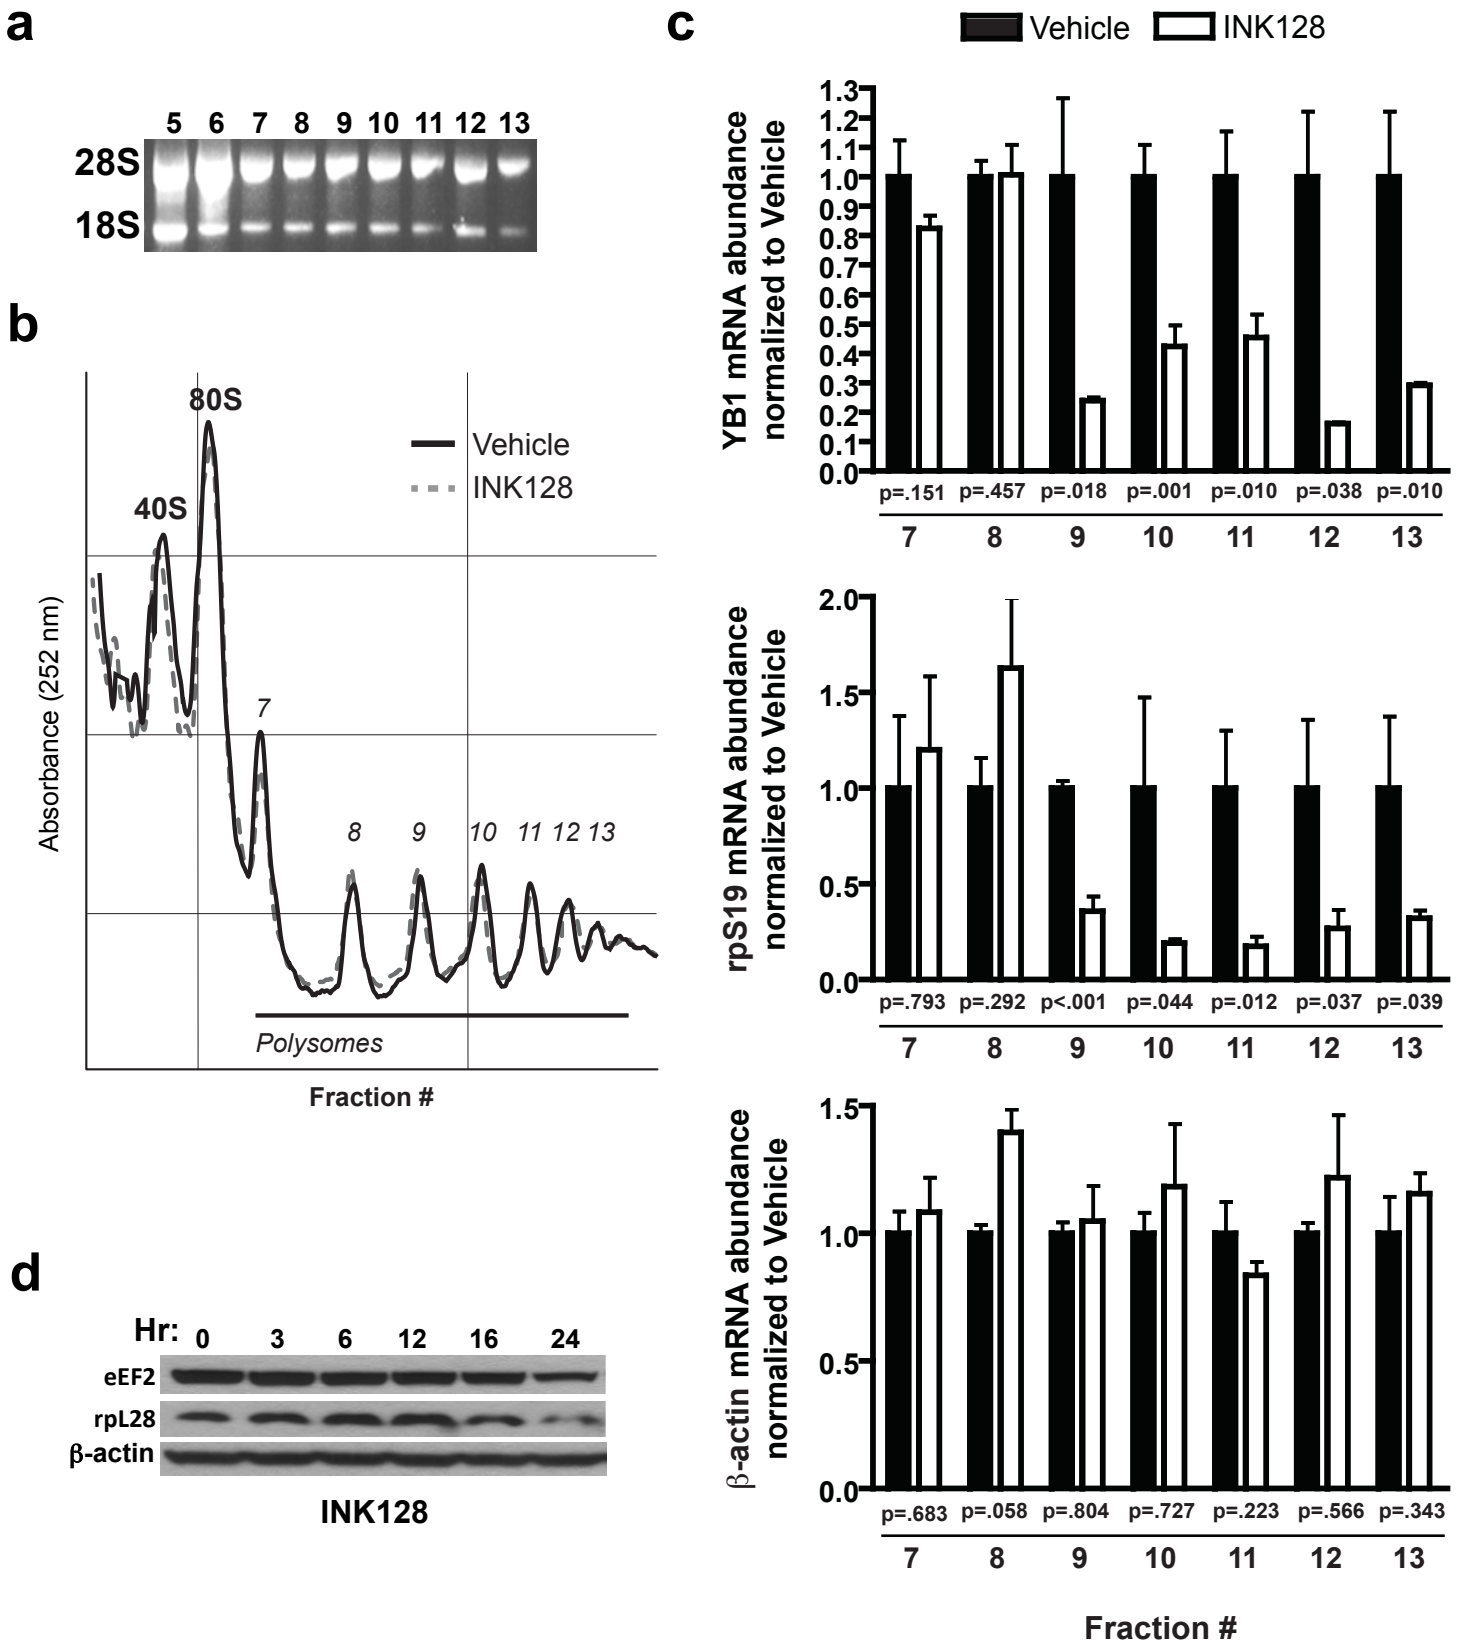 a
5 6 7 8 9 10 11 12 13
28S
18S
b
80S
40S
Vehicle
INK128
7
8 9 10 11 12 13
Absorbance (252 nm)
Polysomes
Fraction #
c
Vehicle INK128
YB1 mRNA abundance
normalized to Vehicle
1.3
1.2
1.1
1.0
0.9
0.8
0.7
0.6
0.5
0.4
0.3
0.2
0.1
0.0
p=.151 p=.457 p=.018 p=.001 p=.010 p=.038 p=.010
7 8 9 10 11 12 13
rpS19 mRNA abundance
normalized to Vehicle
2.0
1.5
1.0
0.5
0.0
p=.793 p=.292 p<.001 p=.044 p=.012 p=.037 p=.039
7 8 9 10 11 12 13
β-actin mRNA abundance
normalized to Vehicle
1.5
1.0
0.5
0.0
p=.683 p=.058 p=.804 p=.727 p=.223 p=.566 p=.343
7 8 9 10 11 12 13
Fraction #
d
Hr: 0 3 6 12 16 24
eEF2
rpL28
β-actin
INK128